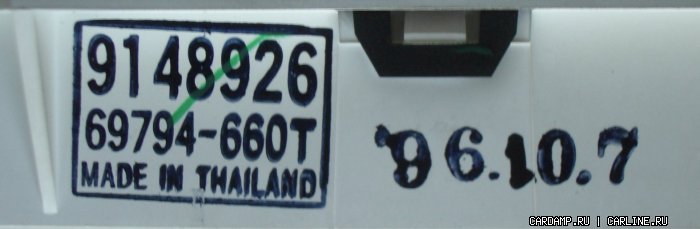 9148926
69794-660T
MADE IN THAILAND
'96.10.7
CARDAMP.RU | CARLINE.RU